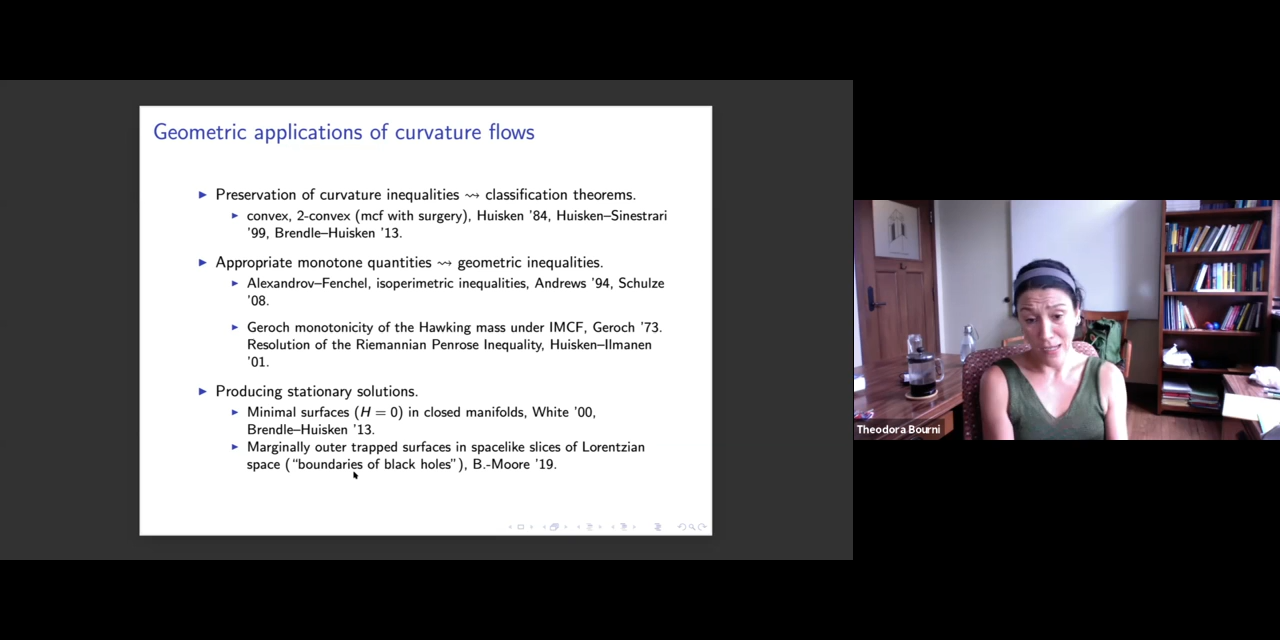 Geometric applications of curvature flows
▶ Preservation of curvature inequalities ⇝ classification theorems.
▶ convex, 2-convex (mcf with surgery), Huisken '84, Huisken–Sinestrari
'99, Brendle–Huisken '13.
▶ Appropriate monotone quantities ⇝ geometric inequalities.
▶ Alexandrov–Fenchel, isoperimetric inequalities, Andrews '94, Schulze
'08.
▶ Geroch monotonicity of the Hawking mass under IMCF, Geroch '73.
Resolution of the Riemannian Penrose Inequality, Huisken–Ilmanen
'01.
▶ Producing stationary solutions.
▶ Minimal surfaces (H = 0) in closed manifolds, White '00,
Brendle–Huisken '13.
▶ Marginally outer trapped surfaces in spacelike slices of Lorentzian
space ("boundaries of black holes"), B.-Moore '19.
Theodora Bourni